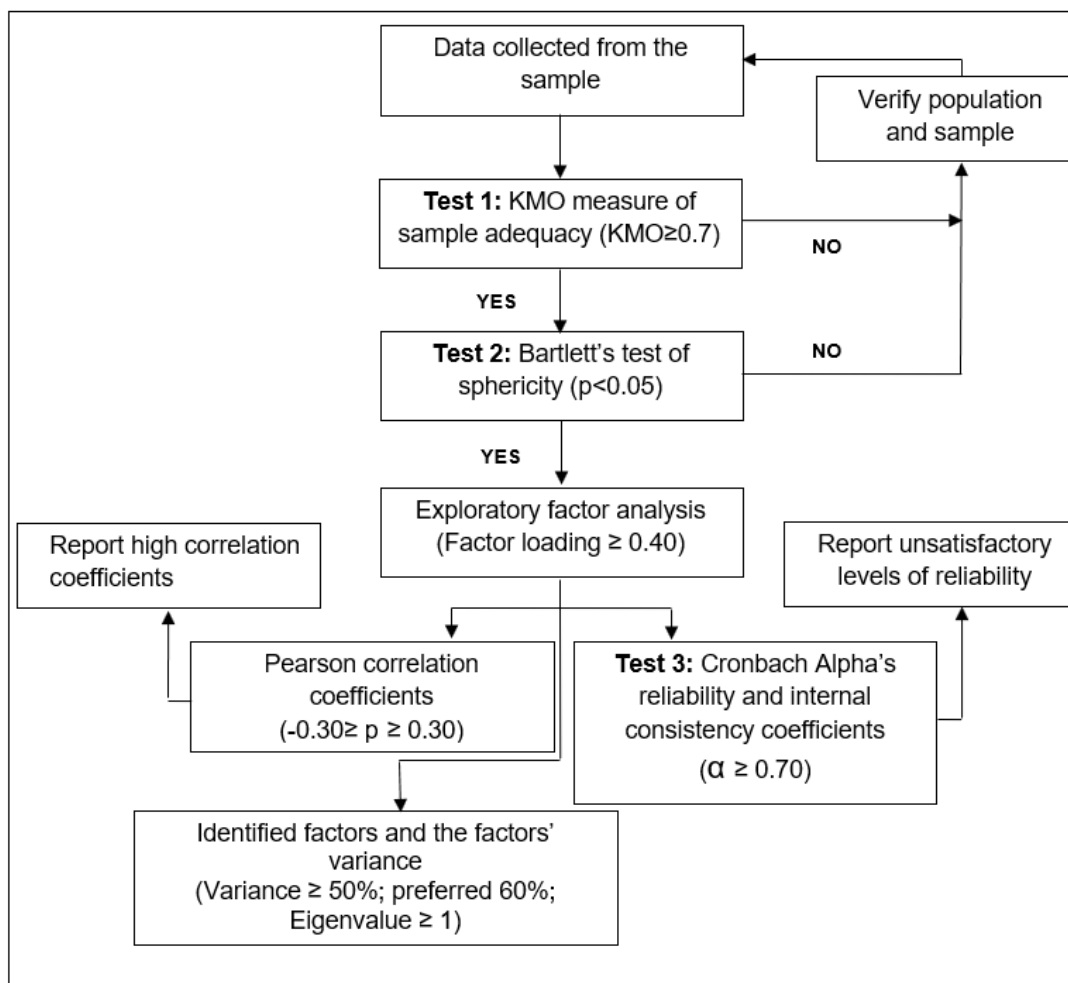 Data collected from the
sample
Verify population
and sample
Test 1: KMO measure of
sample adequacy (KMO≥0.7)
NO
YES
Test 2: Bartlett's test of
sphericity (p<0.05)
NO
YES
Exploratory factor analysis
(Factor loading ≥ 0.40)
Report high correlation
coefficients
Report unsatisfactory
levels of reliability
Pearson correlation
coefficients
(-0.30≥ p ≥ 0.30)
Test 3: Cronbach Alpha's
reliability and internal
consistency coefficients
(α ≥ 0.70)
Identified factors and the factors'
variance
(Variance ≥ 50%; preferred 60%;
Eigenvalue ≥ 1)